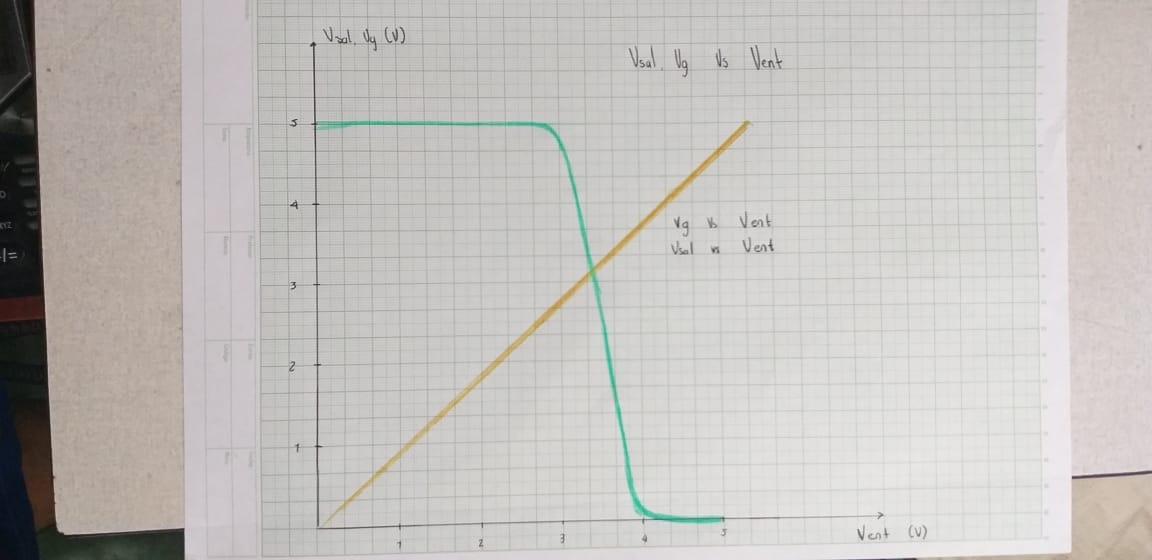 Vsal, Vg (V)
Vsal, Vg Vs Vent
5
4
Vg vs Vent
Vsal vs Vent
3
2
1
1 2 3 4 5
Vent (V)